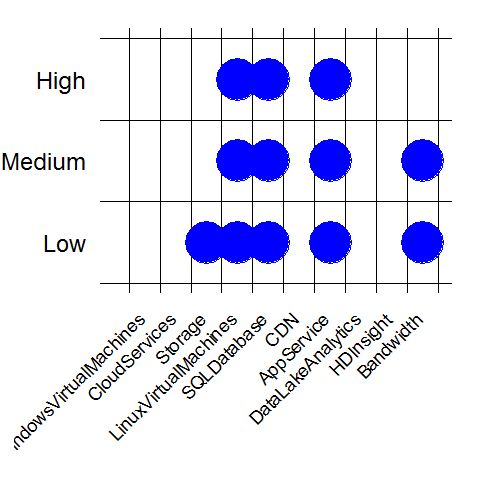 High
Medium
Low
ndowsVirtualMachines
CloudServices
Storage
LinuxVirtualMachines
SQLDatabase
CDN
AppService
DataLakeAnalytics
HDInsight
Bandwidth